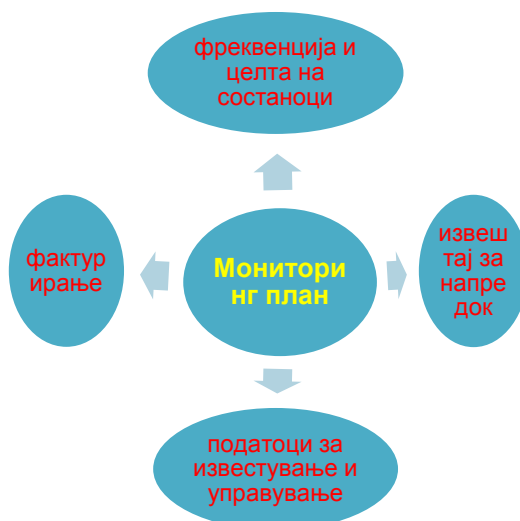 фреквенција и
целта на
состаноци
фактур
ирање
Монитори
нг план
извеш
тај за
напре
док
податоци за
известување и
управување